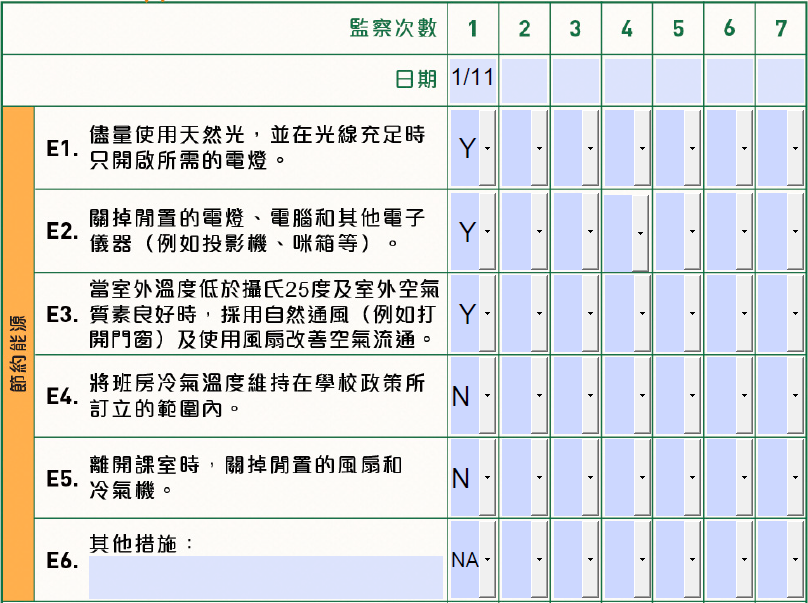 監察次數 1 2 3 4 5 6 7
日期 1/11
節約能源
E1. 儘量使用天然光，並在光線充足時
只開啟所需的電燈。
Y
E2. 關掉閒置的電燈、電腦和其他電子
儀器（例如投影機、咪箱等）。
Y
E3. 當室外溫度低於攝氏25度及室外空氣
質素良好時，採用自然通風（例如打
開門窗）及使用風扇改善空氣流通。
Y
E4. 將班房冷氣溫度維持在學校政策所
訂立的範圍內。
N
E5. 離開課室時，關掉閒置的風扇和
冷氣機。
N
E6. 其他措施：
NA